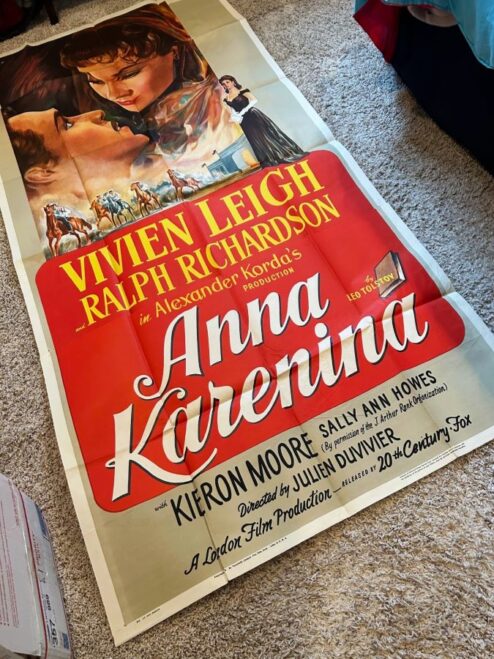 VIVIEN LEIGH
and RALPH RICHARDSON
in Alexander Korda's
PRODUCTION
Anna
Karenina
by
LEO TOLSTOY
with KIERON MOORE SALLY ANN HOWES
(By permission of the J. Arthur Rank Organization)
Directed by JULIEN DUVIVIER
A London Film Production - RELEASED BY 20th Century-Fox